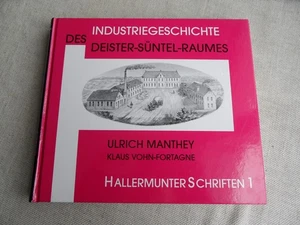 INDUSTRIEGESCHICHTE
DES DEISTER-SÜNTEL-RAUMES
ULRICH MANTHEY
KLAUS VOHN-FORTAGNE
HALLERMUNTER SCHRIFTEN 1